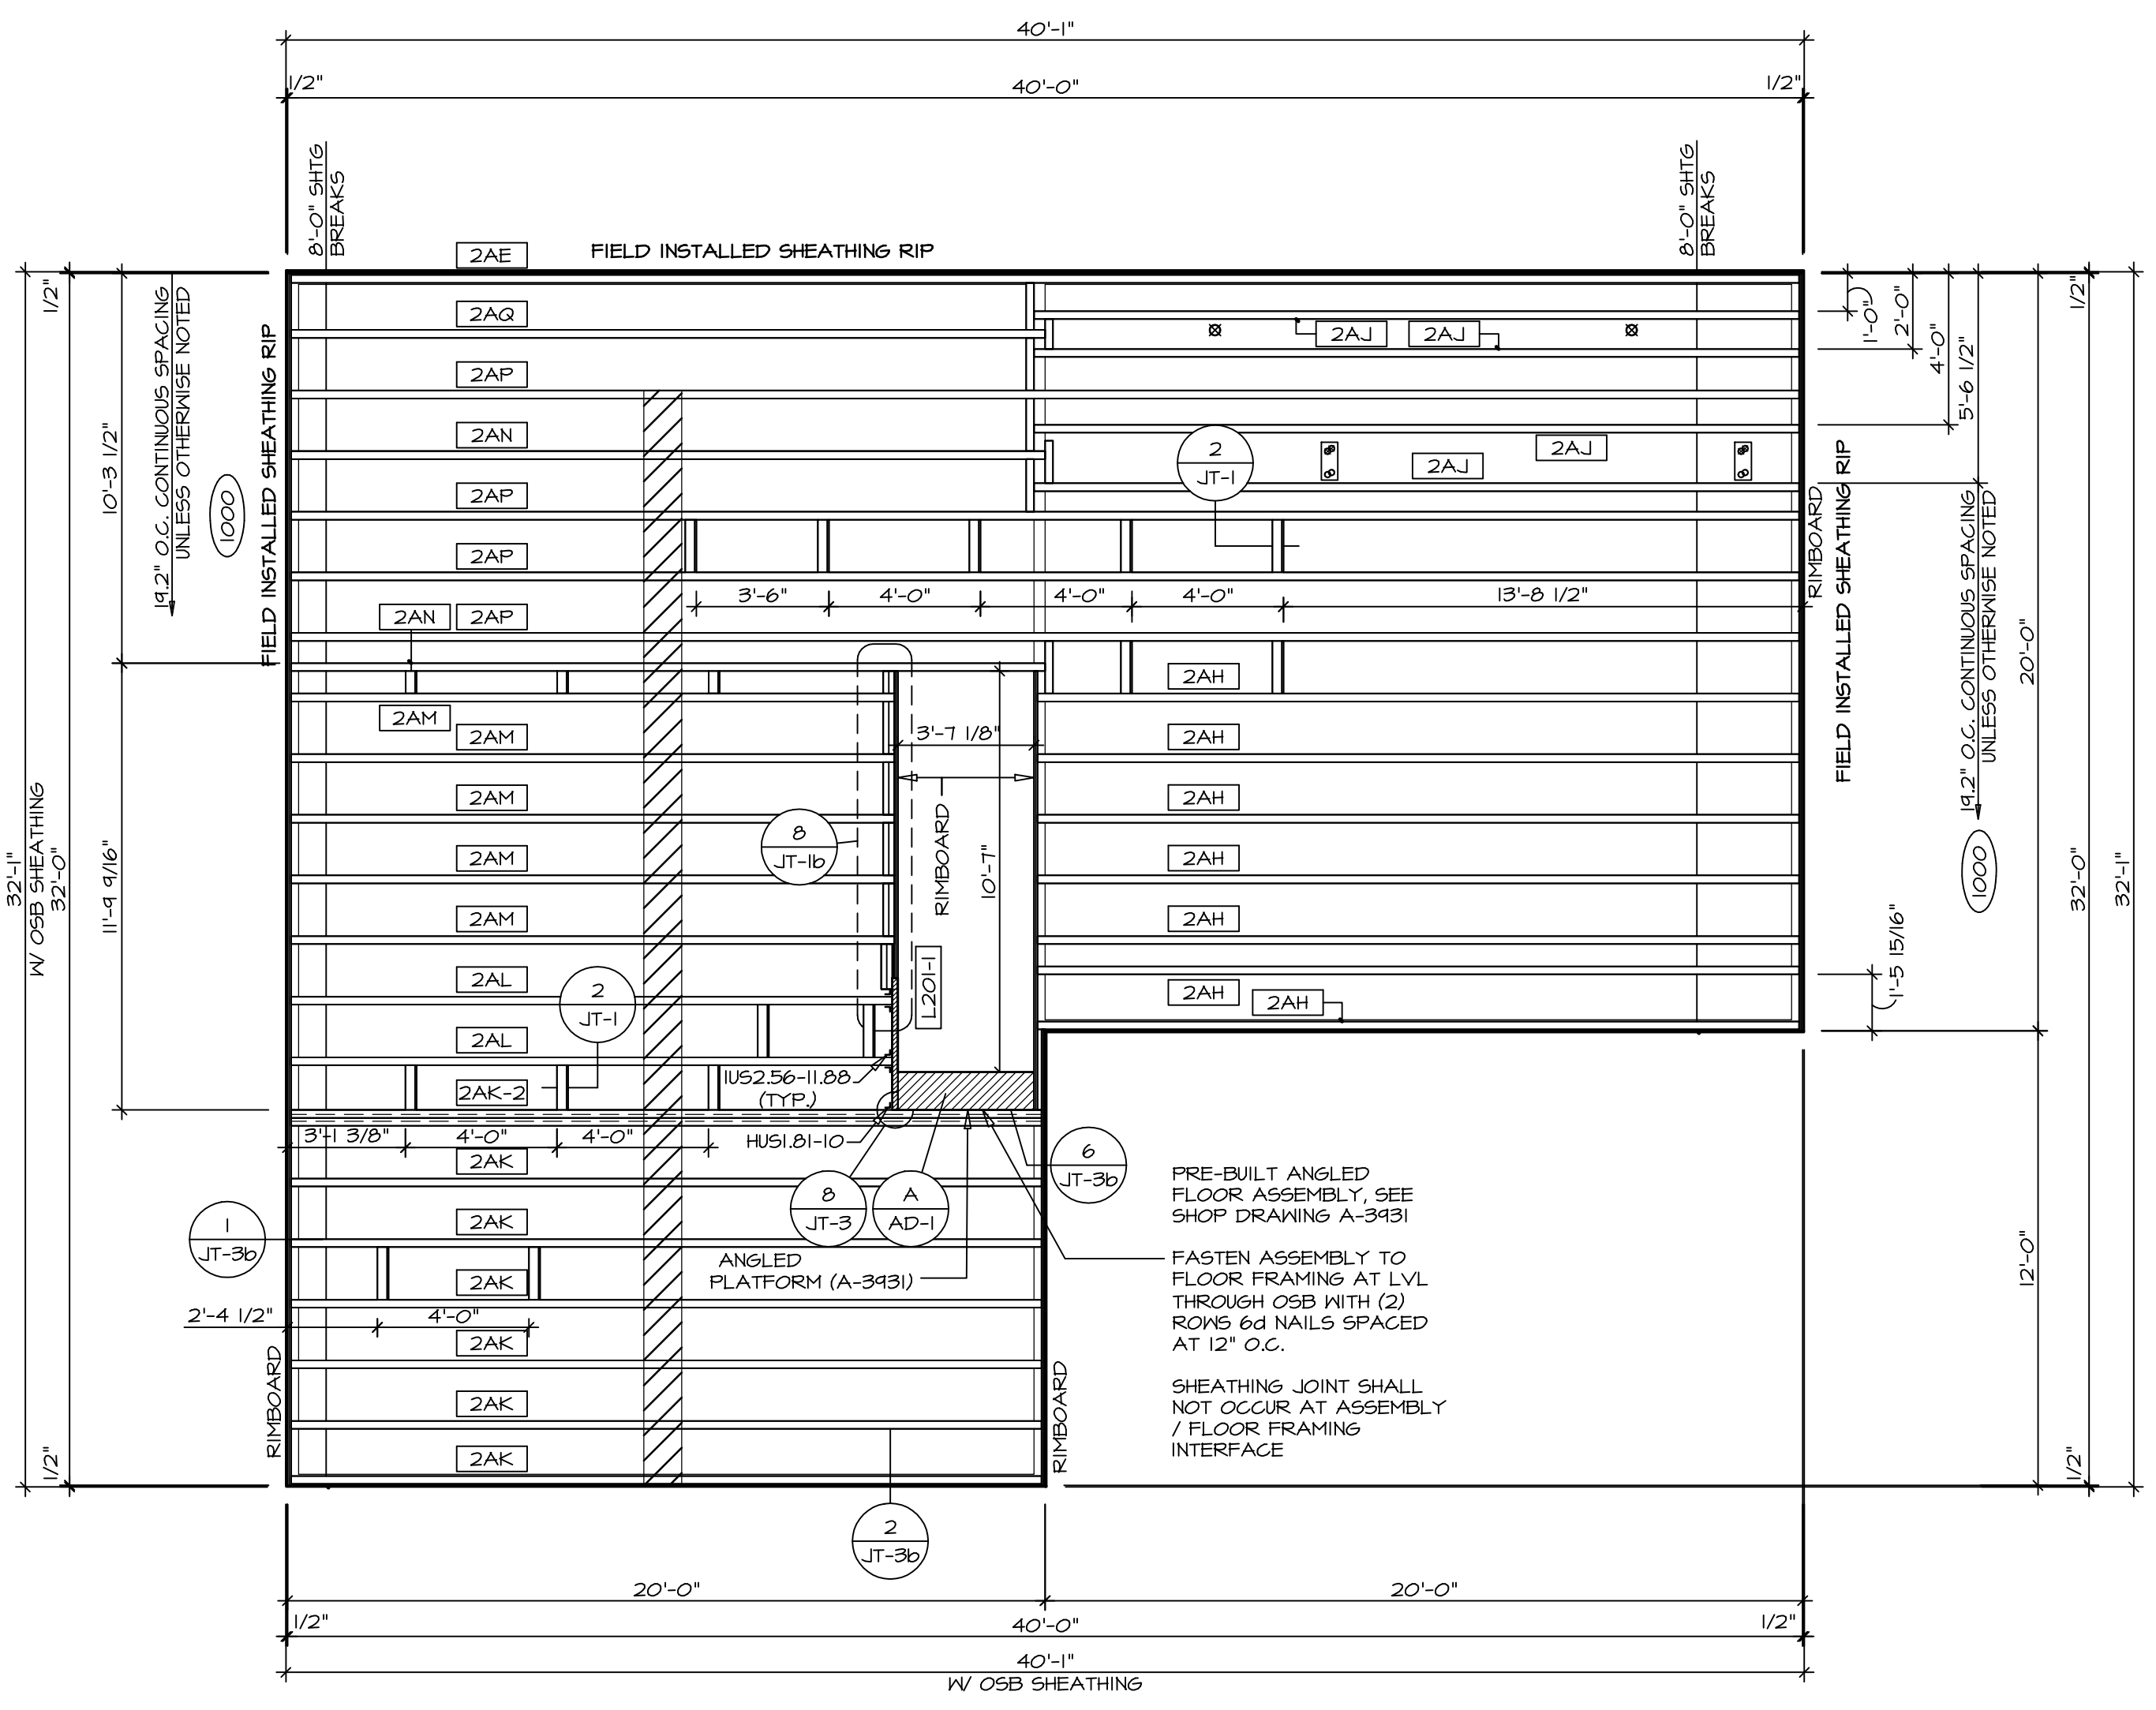 40'-1"
1/2"
40'-0"
1/2"
8'-0" SHTG
BREAKS
8'-0" SHTG
BREAKS
2AE
FIELD INSTALLED SHEATHING RIP
1/2"
10'-3 1/2"
19.2" O.C. CONTINUOUS SPACING
UNLESS OTHERWISE NOTED
1000
FIELD INSTALLED SHEATHING RIP
11'-9 9/16"
32'-1"
W/ OSB SHEATHING
32'-0"
1/2"
2AQ
2AP
2AN
2AP
2AP
2AN
2AP
2AM
2AM
2AM
2AM
2AM
2AL
2AL
2AK-2
2AK
2AK
2AK
2AK
2AK
2AK
2AJ
2AJ
2AJ
2AJ
2
JT-1
3'-6"
4'-0"
4'-0"
4'-0"
13'-8 1/2"
2AH
2AH
2AH
2AH
2AH
2AH
2AH
3'-7 1/8"
RIMBOARD
10'-7"
L201-1
8
JT-1b
2
JT-1
IUS2.56-11.88
(TYP.)
HUS1.81-10
3'-1 3/8"
4'-0"
4'-0"
8
JT-3
A
AD-1
6
JT-3b
1
JT-3b
ANGLED
PLATFORM (A-3931)
2'-4 1/2"
4'-0"
RIMBOARD
RIMBOARD
2
JT-3b
PRE-BUILT ANGLED
FLOOR ASSEMBLY, SEE
SHOP DRAWING A-3931
FASTEN ASSEMBLY TO
FLOOR FRAMING AT LVL
THROUGH OSB WITH (2)
ROWS 6d NAILS SPACED
AT 12" O.C.
SHEATHING JOINT SHALL
NOT OCCUR AT ASSEMBLY
/ FLOOR FRAMING
INTERFACE
RIMBOARD
FIELD INSTALLED SHEATHING RIP
1'-0"
2'-0"
4'-0"
5'-6 1/2"
19.2" O.C. CONTINUOUS SPACING
UNLESS OTHERWISE NOTED
1000
1'-5 15/16"
20'-0"
12'-0"
1/2"
32'-0"
32'-1"
1/2"
20'-0"
20'-0"
1/2"
40'-0"
1/2"
40'-1"
W/ OSB SHEATHING